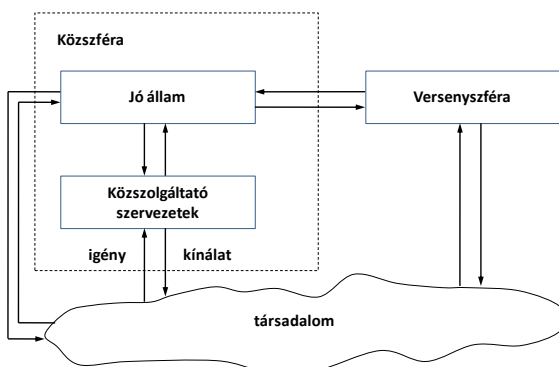 Közszféra
Jó állam
Versenyszféra
Közszolgáltató
szervezetek
igény
kínálat
társadalom